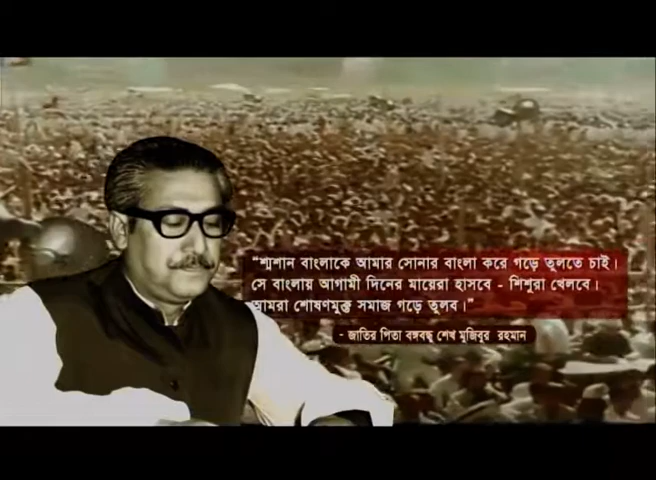 “শ্মশান বাংলাকে আমার সোনার বাংলা করে গড়ে তুলতে চাই।
সে বাংলায় আগামী দিনের মায়েরা হাসবে - শিশুরা খেলবে।
আমরা শোষণমুক্ত সমাজ গড়ে তুলব।”
- জাতির পিতা বঙ্গবন্ধু শেখ মুজিবুর রহমান